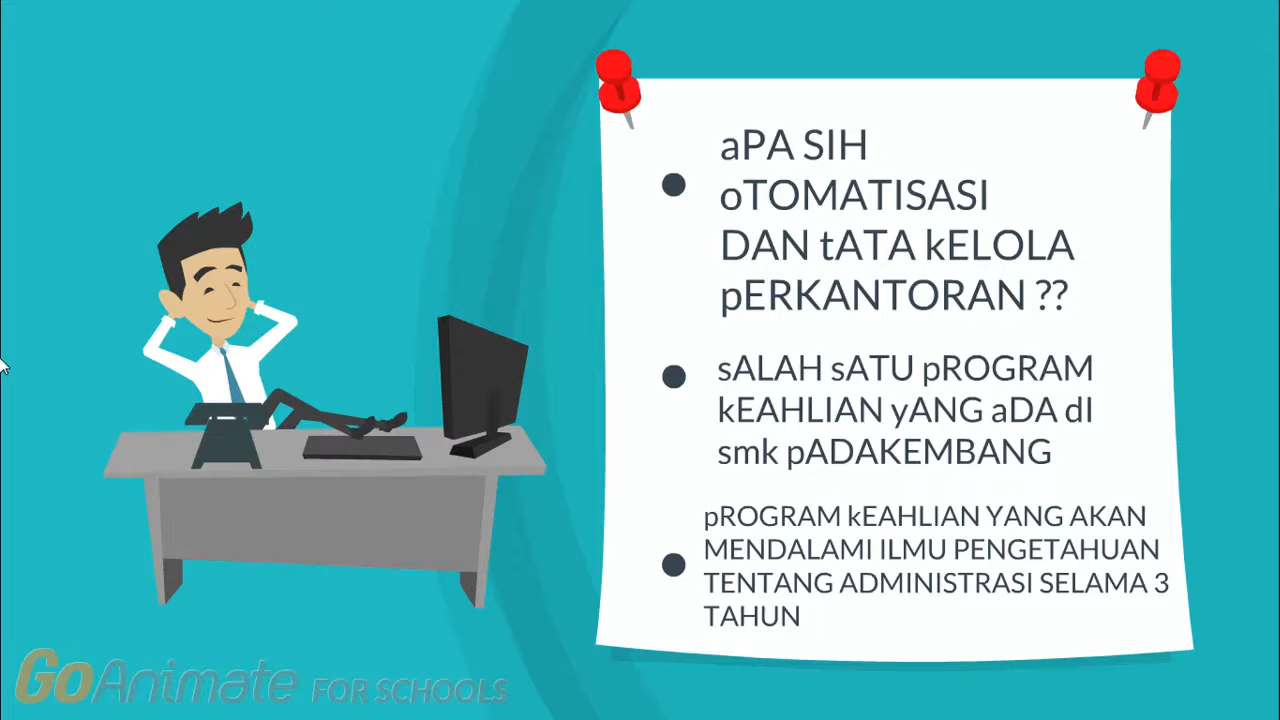 aPA SIH
oTOMATISASI
DAN tATA kELOLA
pERKANTORAN ??
sALAH sATU pROGRAM
kEAHLIAN yANG aDA dI
smk pADAKEMBANG
pROGRAM kEAHLIAN YANG AKAN
MENDALAMI ILMU PENGETAHUAN
TENTANG ADMINISTRASI SELAMA 3
TAHUN
GoAnimate FOR SCHOOLS